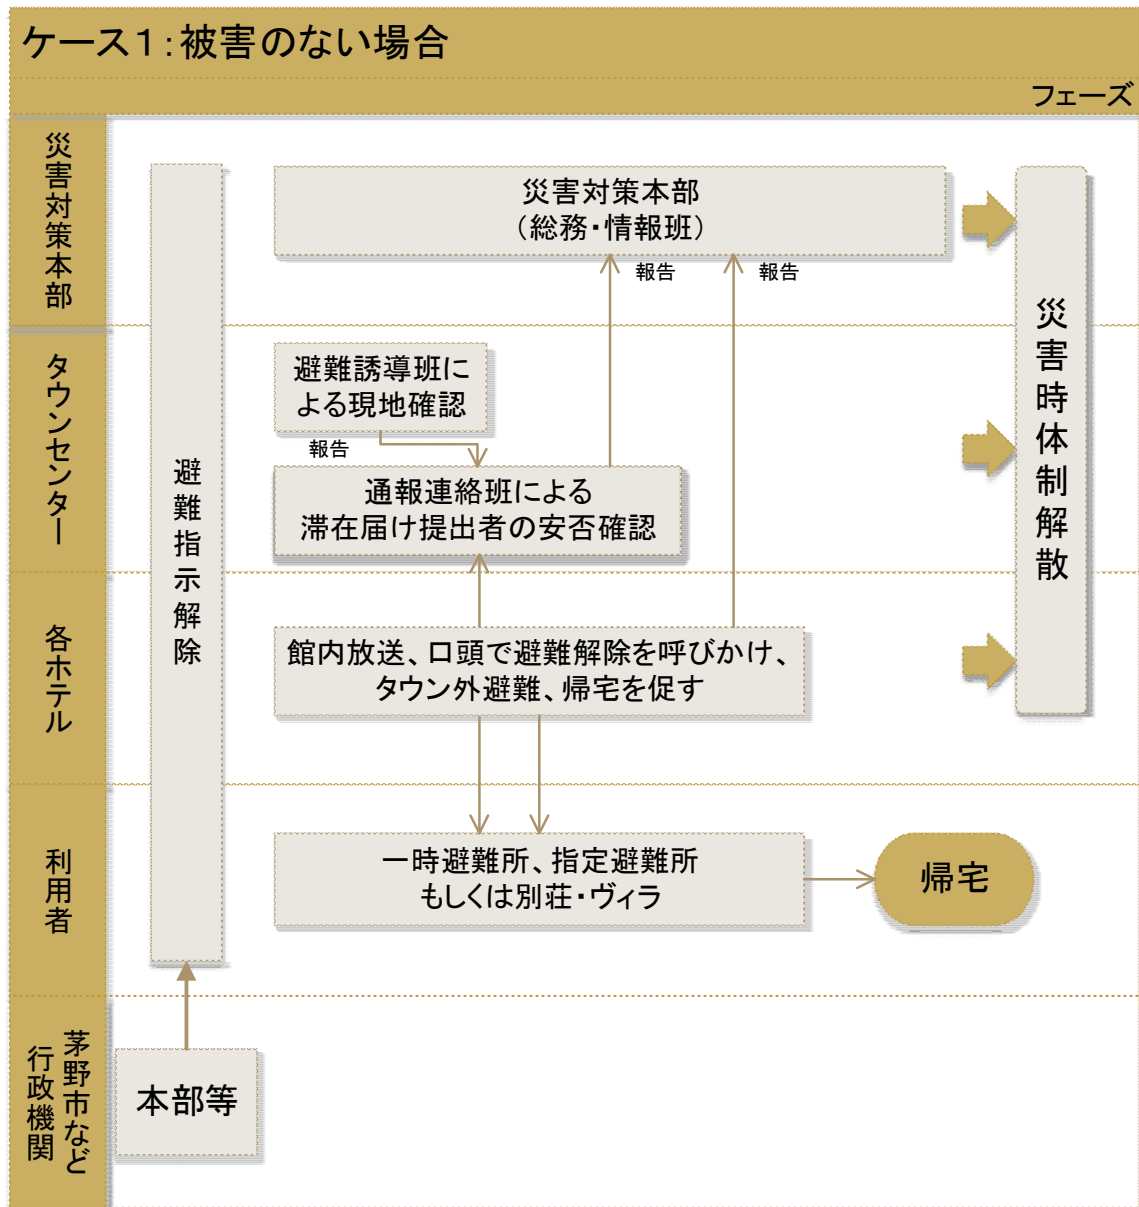 ケース１：被害のない場合
フェーズ
災害対策本部
避難指示解除
災害対策本部
（総務・情報班）
報告
報告
災害時体制解散
タウンセンター
避難誘導班に
よる現地確認
報告
通報連絡班による
滞在届け提出者の安否確認
各ホテル
館内放送、口頭で避難解除を呼びかけ、
タウン外避難、帰宅を促す
利用者
一時避難所、指定避難所
もしくは別荘・ヴィラ
帰宅
茅野市など
行政機関
本部等